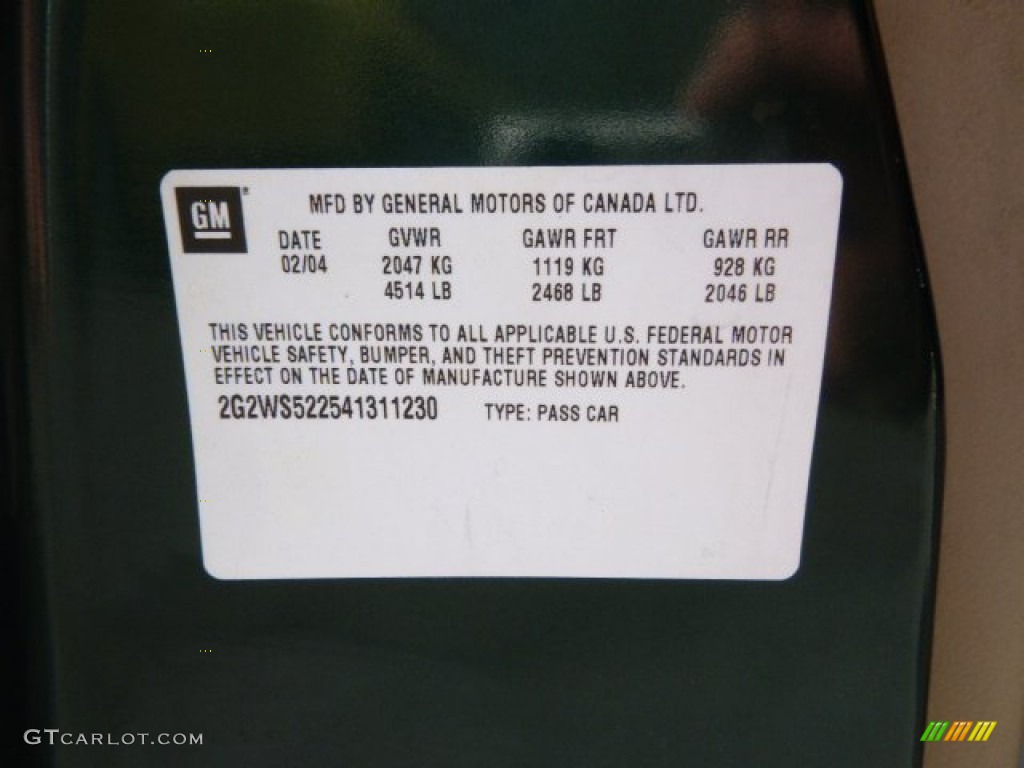 GM
MFD BY GENERAL MOTORS OF CANADA LTD.
DATE GVWR GAWR FRT GAWR RR
02/04 2047 KG 1119 KG 928 KG
4514 LB 2468 LB 2046 LB
THIS VEHICLE CONFORMS TO ALL APPLICABLE U.S. FEDERAL MOTOR
VEHICLE SAFETY, BUMPER, AND THEFT PREVENTION STANDARDS IN
EFFECT ON THE DATE OF MANUFACTURE SHOWN ABOVE.
2G2WS522541311230 TYPE: PASS CAR
GTCARLOT.COM